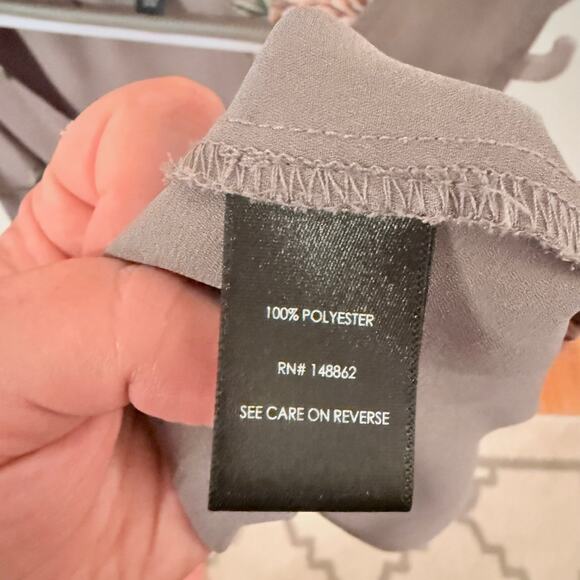 100% POLYESTER
RN# 148862
SEE CARE ON REVERSE